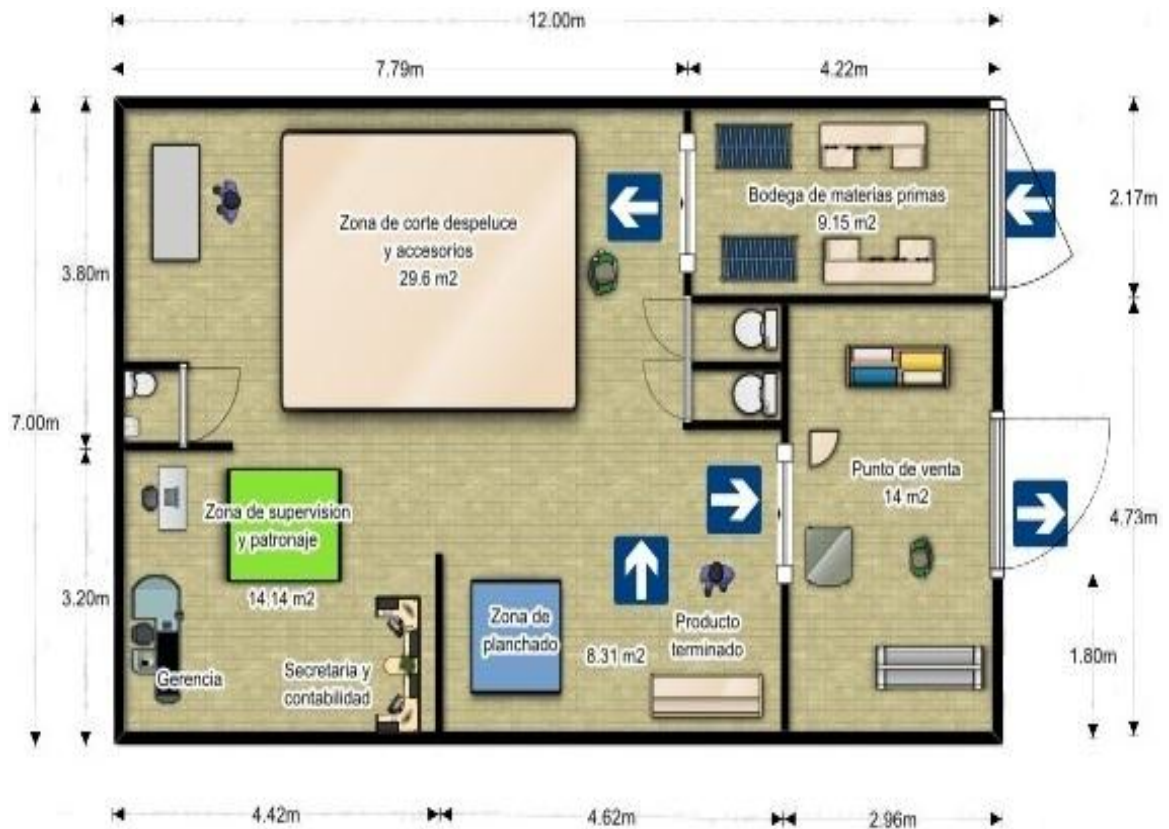 12.00m
7.79m
4.22m
Zona de corte despeluce
y accesorios
29.6 m2
Bodega de materias primas
9.15 m2
2.17m
3.80m
7.00m
Zona de supervision
y patronaje
14.14 m2
Punto de venta
14 m2
4.73m
3.20m
Zona de
planchado
8.31 m2
Producto
terminado
Gerencia
Secretaria y
contabilidad
1.80m
4.42m
4.62m
2.96m